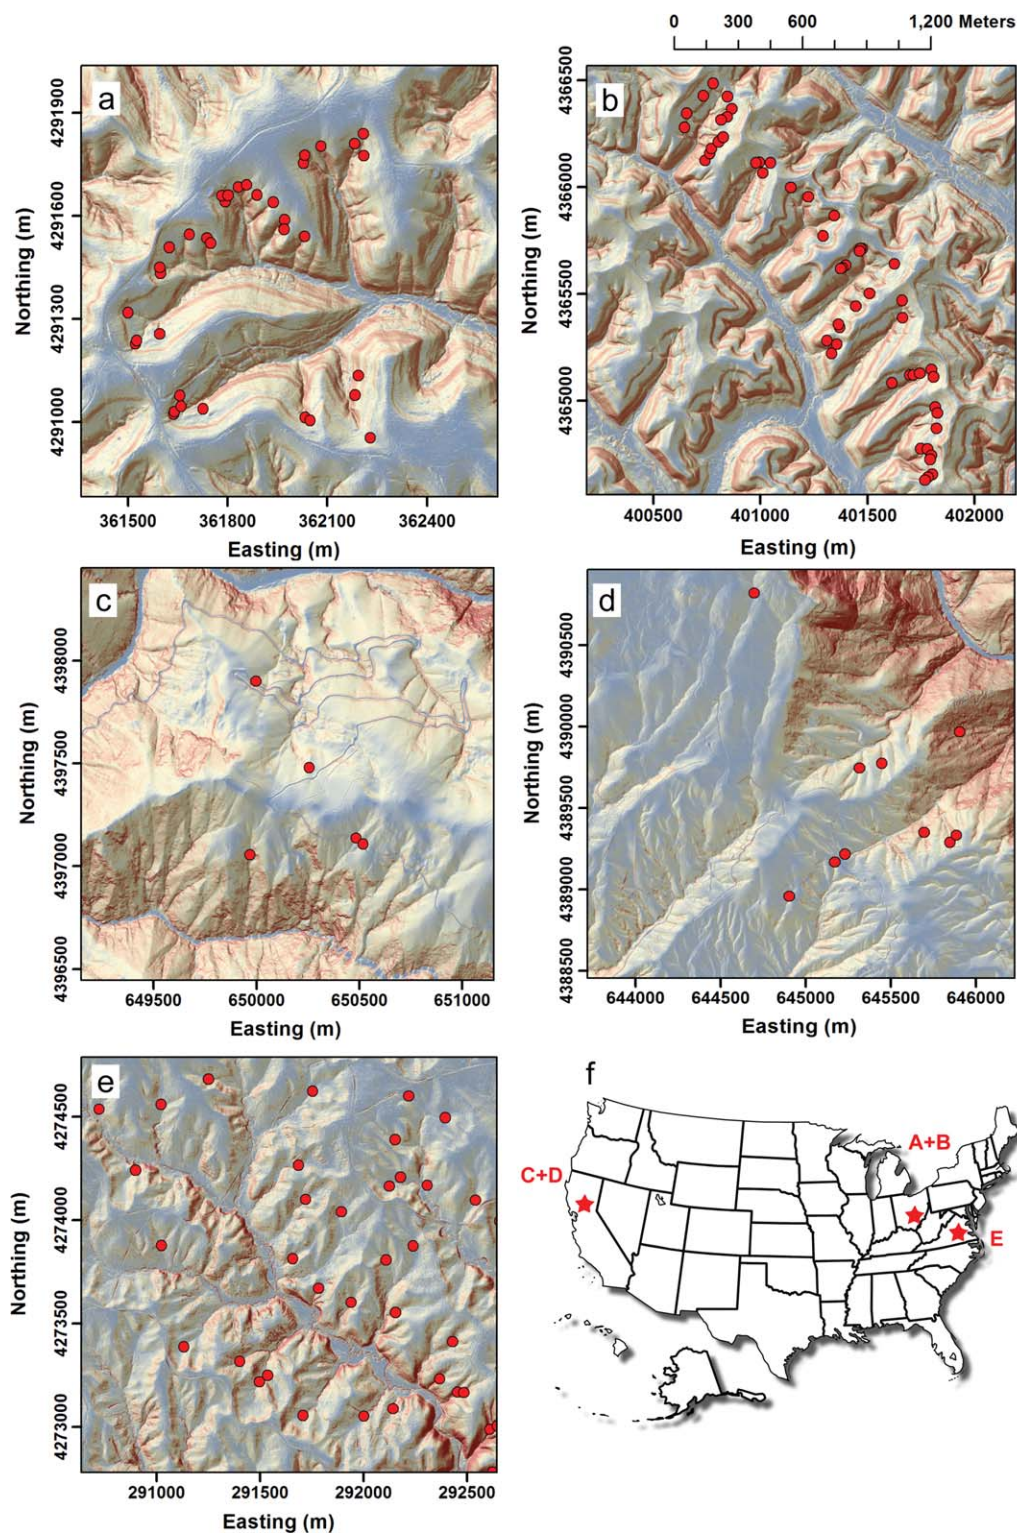 0 300 600 1,200 Meters
a
Northing (m)
4291900
4291600
4291300
4291000
361500 361800 362100 362400
Easting (m)
b
Northing (m)
4366500
4366000
4365500
4365000
400500 401000 401500 402000
Easting (m)
c
Northing (m)
4398000
4397500
4397000
4396500
649500 650000 650500 651000
Easting (m)
d
Northing (m)
4390500
4390000
4389500
4389000
4388500
644000 644500 645000 645500 646000
Easting (m)
e
Northing (m)
4274500
4274000
4273500
4273000
291000 291500 292000 292500
Easting (m)
f
A+B
C+D
E